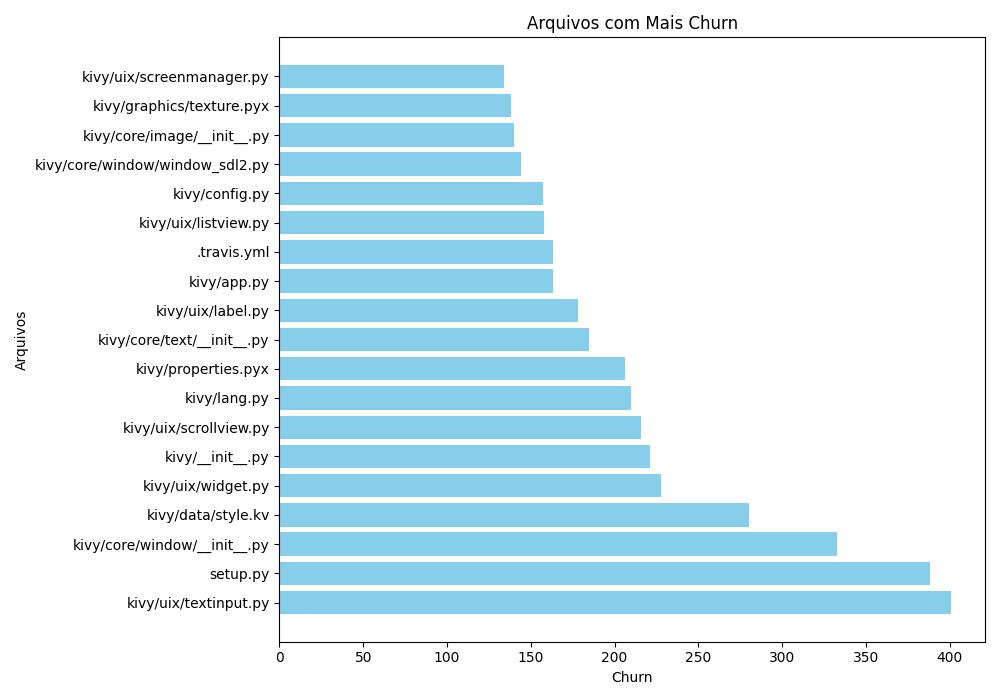 Arquivos com Mais Churn
kivy/uix/screenmanager.py
kivy/graphics/texture.pyx
kivy/core/image/__init__.py
kivy/core/window/window_sdl2.py
kivy/config.py
kivy/uix/listview.py
.travis.yml
kivy/app.py
kivy/uix/label.py
kivy/core/text/__init__.py
kivy/properties.pyx
kivy/lang.py
kivy/uix/scrollview.py
kivy/__init__.py
kivy/uix/widget.py
kivy/data/style.kv
kivy/core/window/__init__.py
setup.py
kivy/uix/textinput.py
Arquivos
0 50 100 150 200 250 300 350 400
Churn